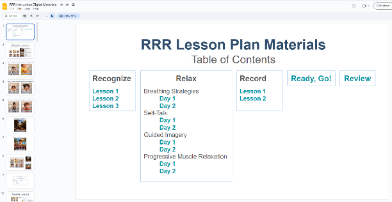 RRR Lesson Plan Materials
Table of Contents
Recognize
Lesson 1
Lesson 2
Lesson 3
Relax
Breathing Strategies
Day 1
Day 2
Self-Talk
Day 1
Day 2
Guided Imagery
Day 1
Day 2
Progressive Muscle Relaxation
Day 1
Day 2
Record
Lesson 1
Lesson 2
Ready, Go!
Review